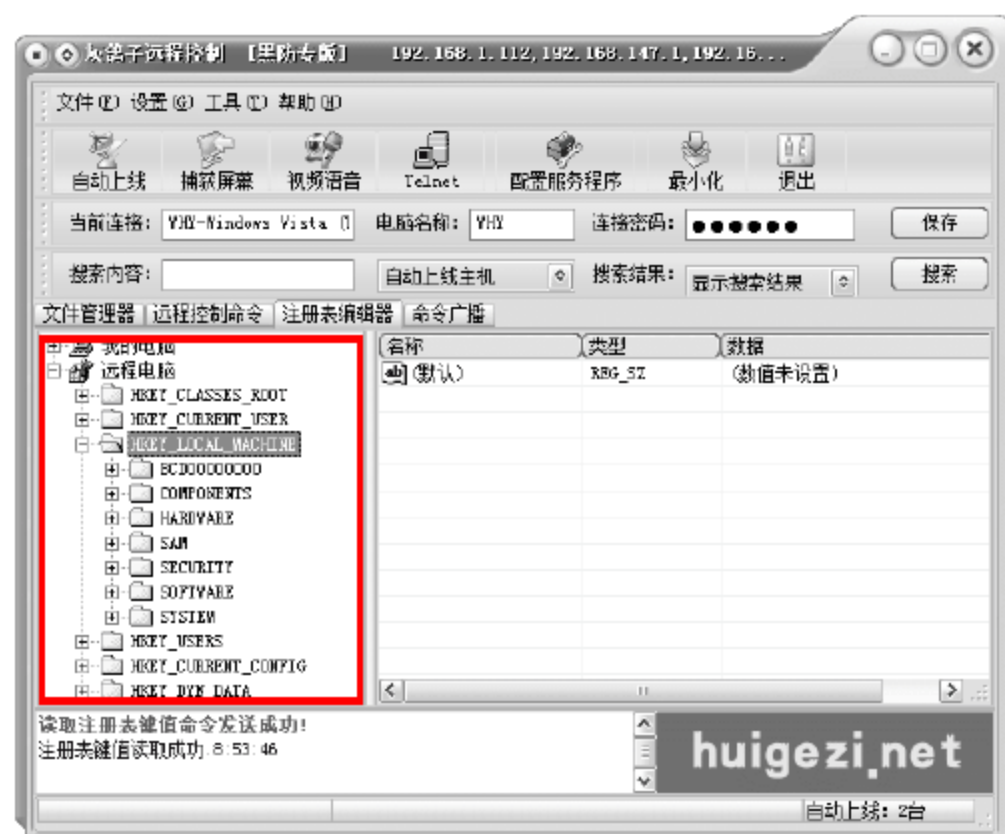 灰鸽子远程控制 [黑防专版] 192.168.1.112,192.168.147.1,192.16...
文件(F) 设置(G) 工具(T) 帮助(H)
自动上线 捕获屏幕 视频语音 Telnet 配置服务程序 最小化 退出
当前连接: YHY-Windows Vista ( 电脑名称: YHY 连接密码: ●●●●●● 保存
搜索内容: 自动上线主机 搜索结果: 显示搜索结果 搜索
文件管理器 远程控制命令 注册表编辑器 命令广播
我的电脑 名称 类型 数据
远程电脑 ab (默认) REG_SZ (数值未设置)
HKEY_CLASSES_ROOT
HKEY_CURRENT_USER
HKEY_LOCAL_MACHINE
BCD00000000
COMPONENTS
HARDWARE
SAM
SECURITY
SOFTWARE
SYSTEM
HKEY_USERS
HKEY_CURRENT_CONFIG
HKEY_DYN_DATA
读取注册表键值命令发送成功!
注册表键值读取成功.8:53:46
huigezi.net
自动上线: 2台